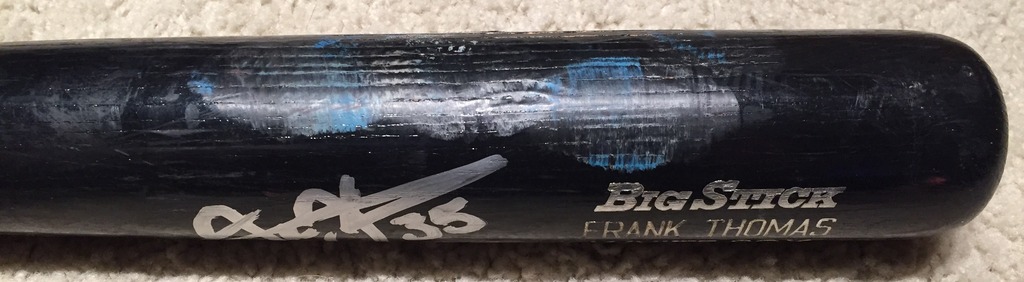 35
BIG STICK
FRANK THOMAS